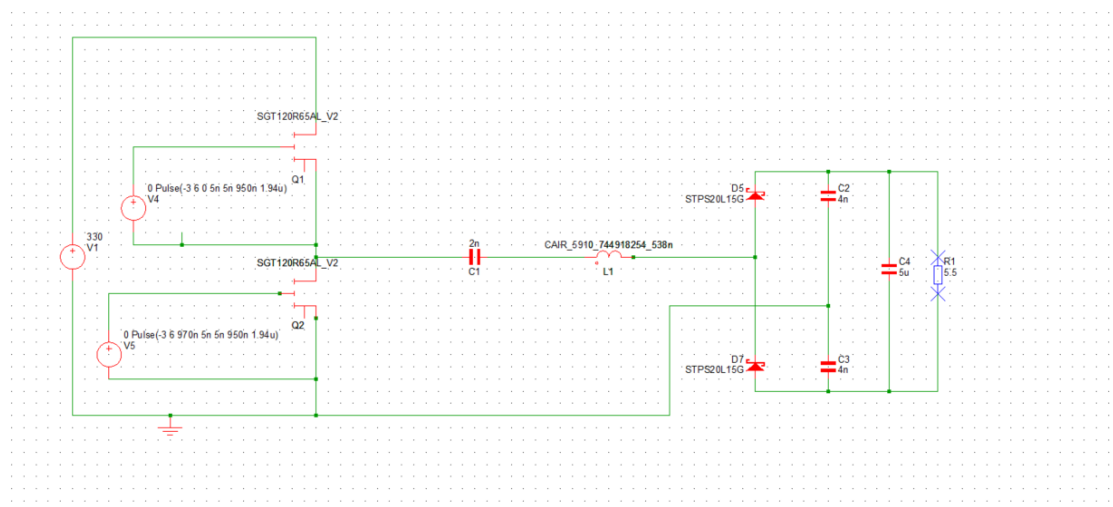 SGT120R65AL_V2
Q1
0 Pulse(-3 6 0 5n 5n 950n 1.94u)
V4
330
V1
SGT120R65AL_V2
Q2
0 Pulse(-3 6 970n 5n 5n 950n 1.94u)
V5
2n
C1
CAIR_5910_744918254_538n
L1
D5
STPS20L15G
C2
4n
C4
5u
R1
5.5
D7
STPS20L15G
C3
4n